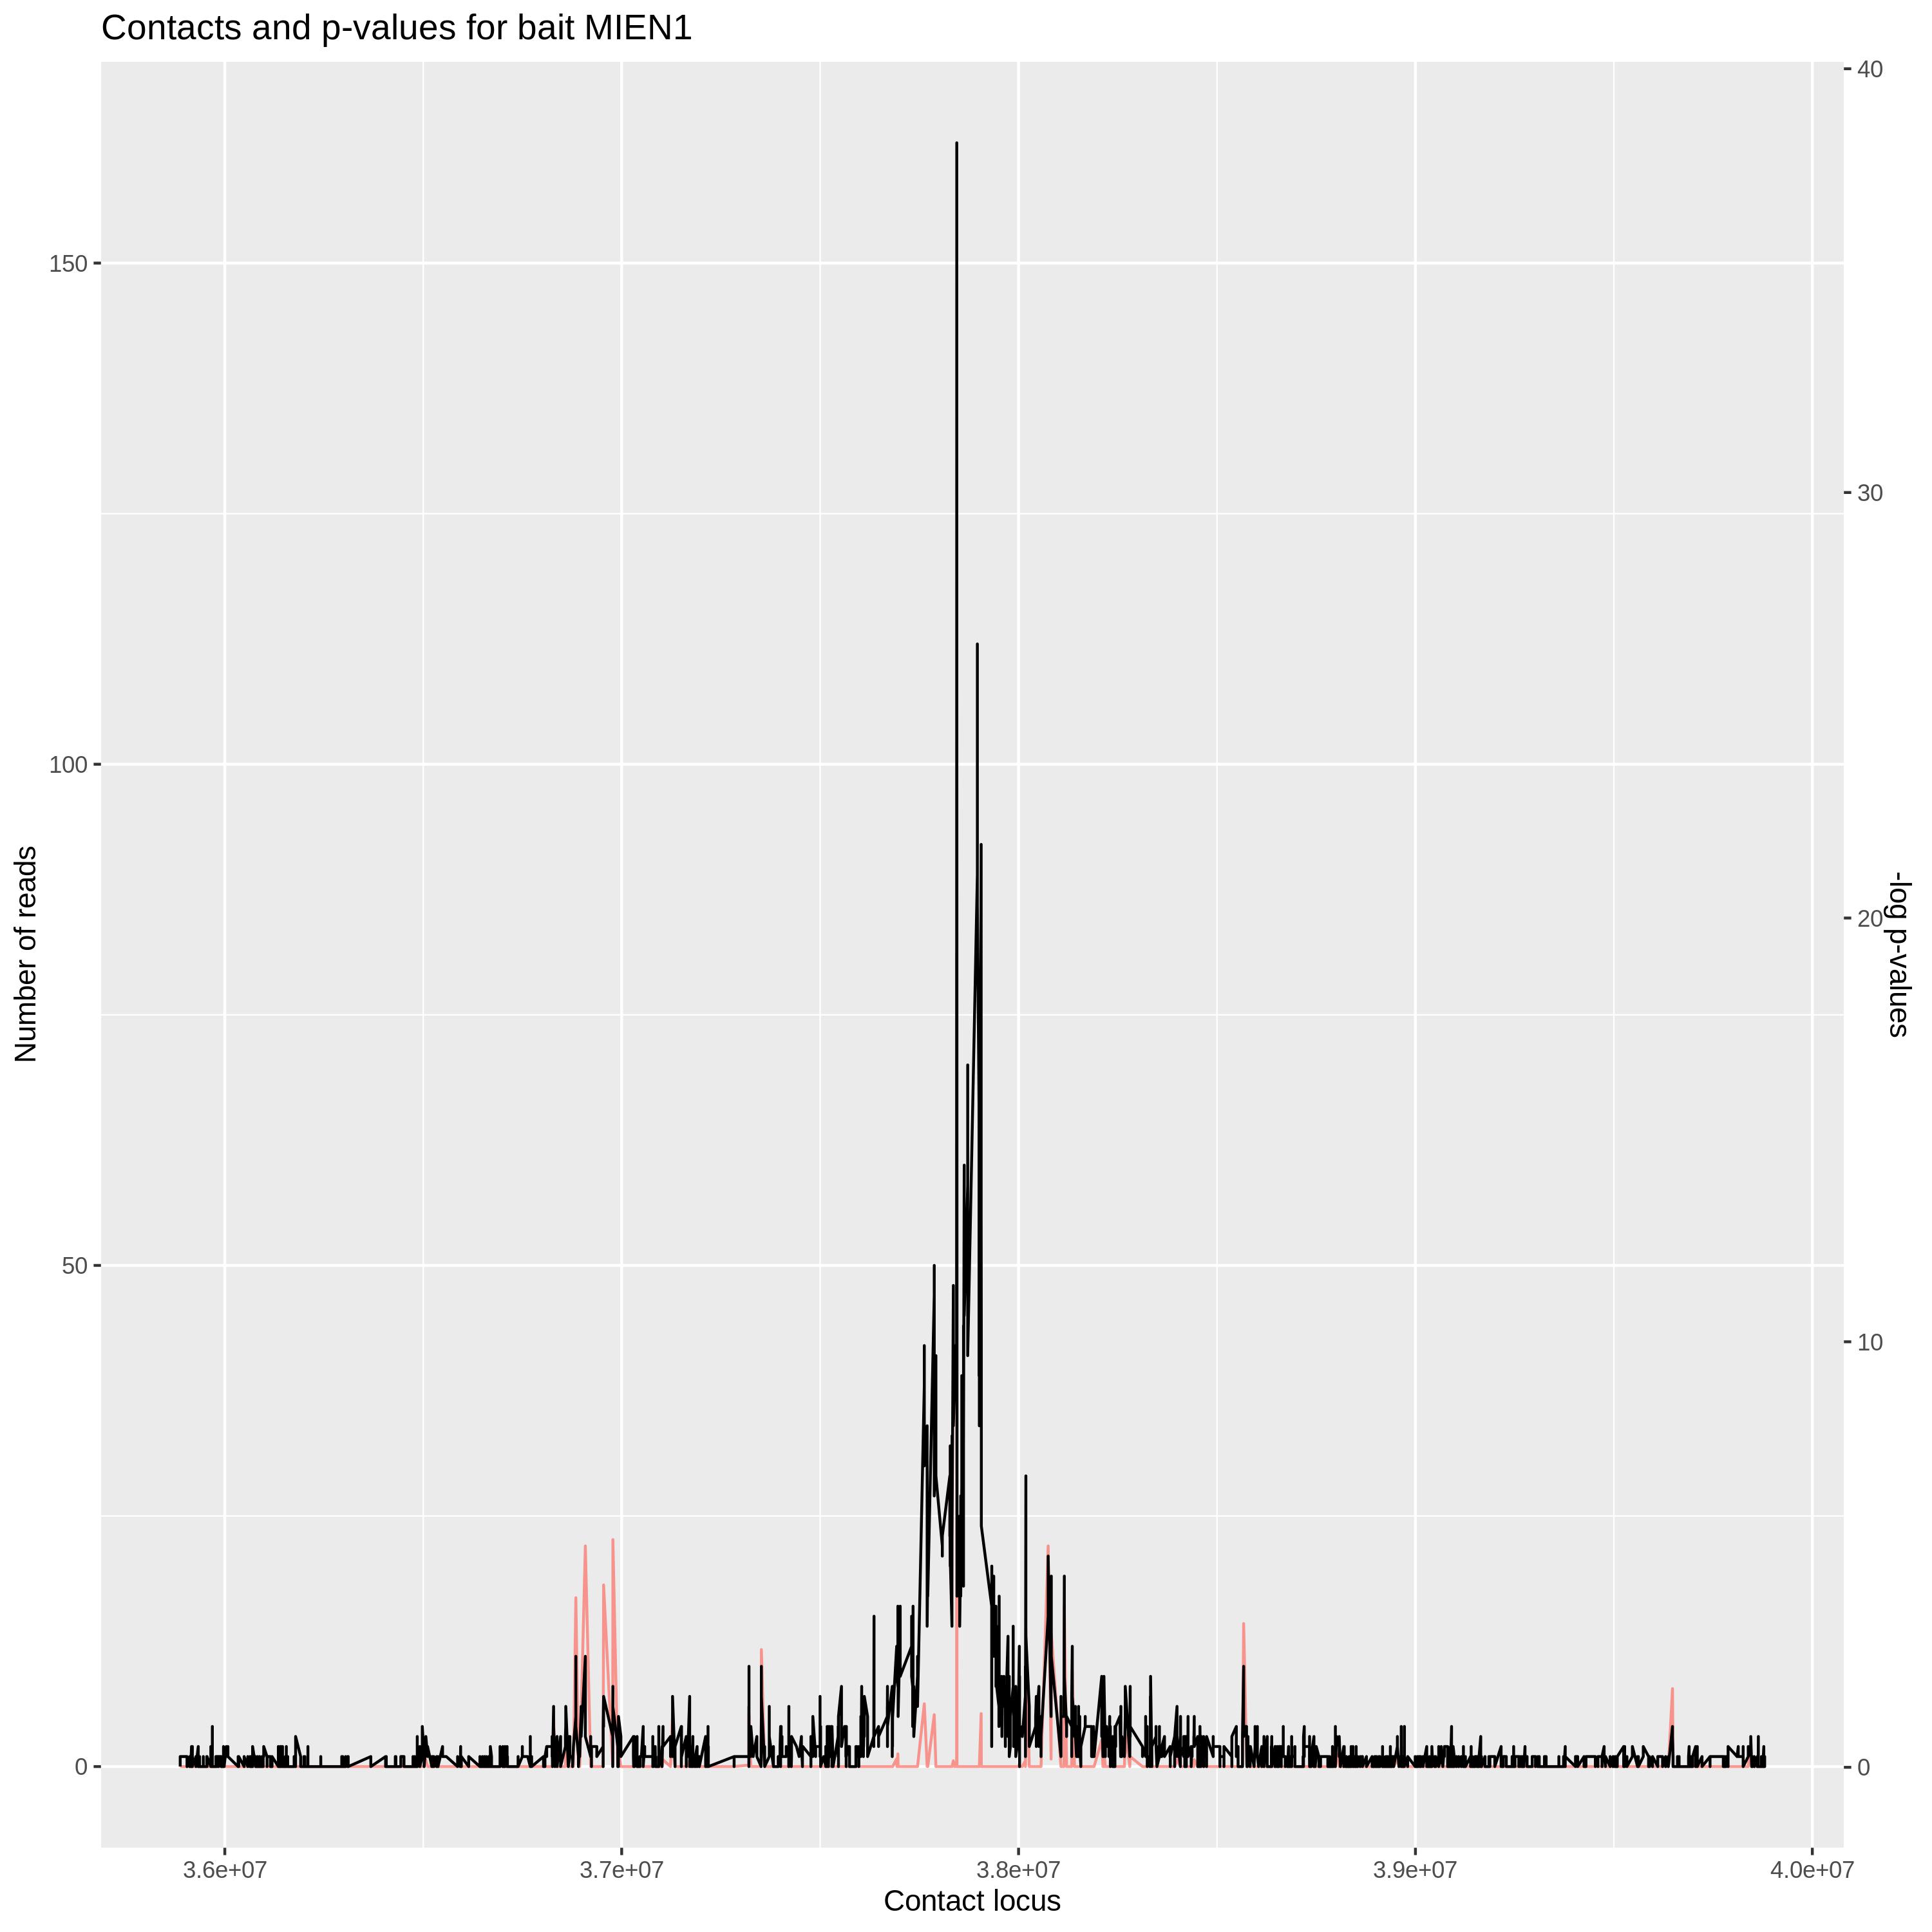 Contacts and p-values for bait MIEN1
Number of reads
150
100
50
0
40
30
20
10
0
-log p-values
3.6e+07
3.7e+07
3.8e+07
3.9e+07
4.0e+07
Contact locus